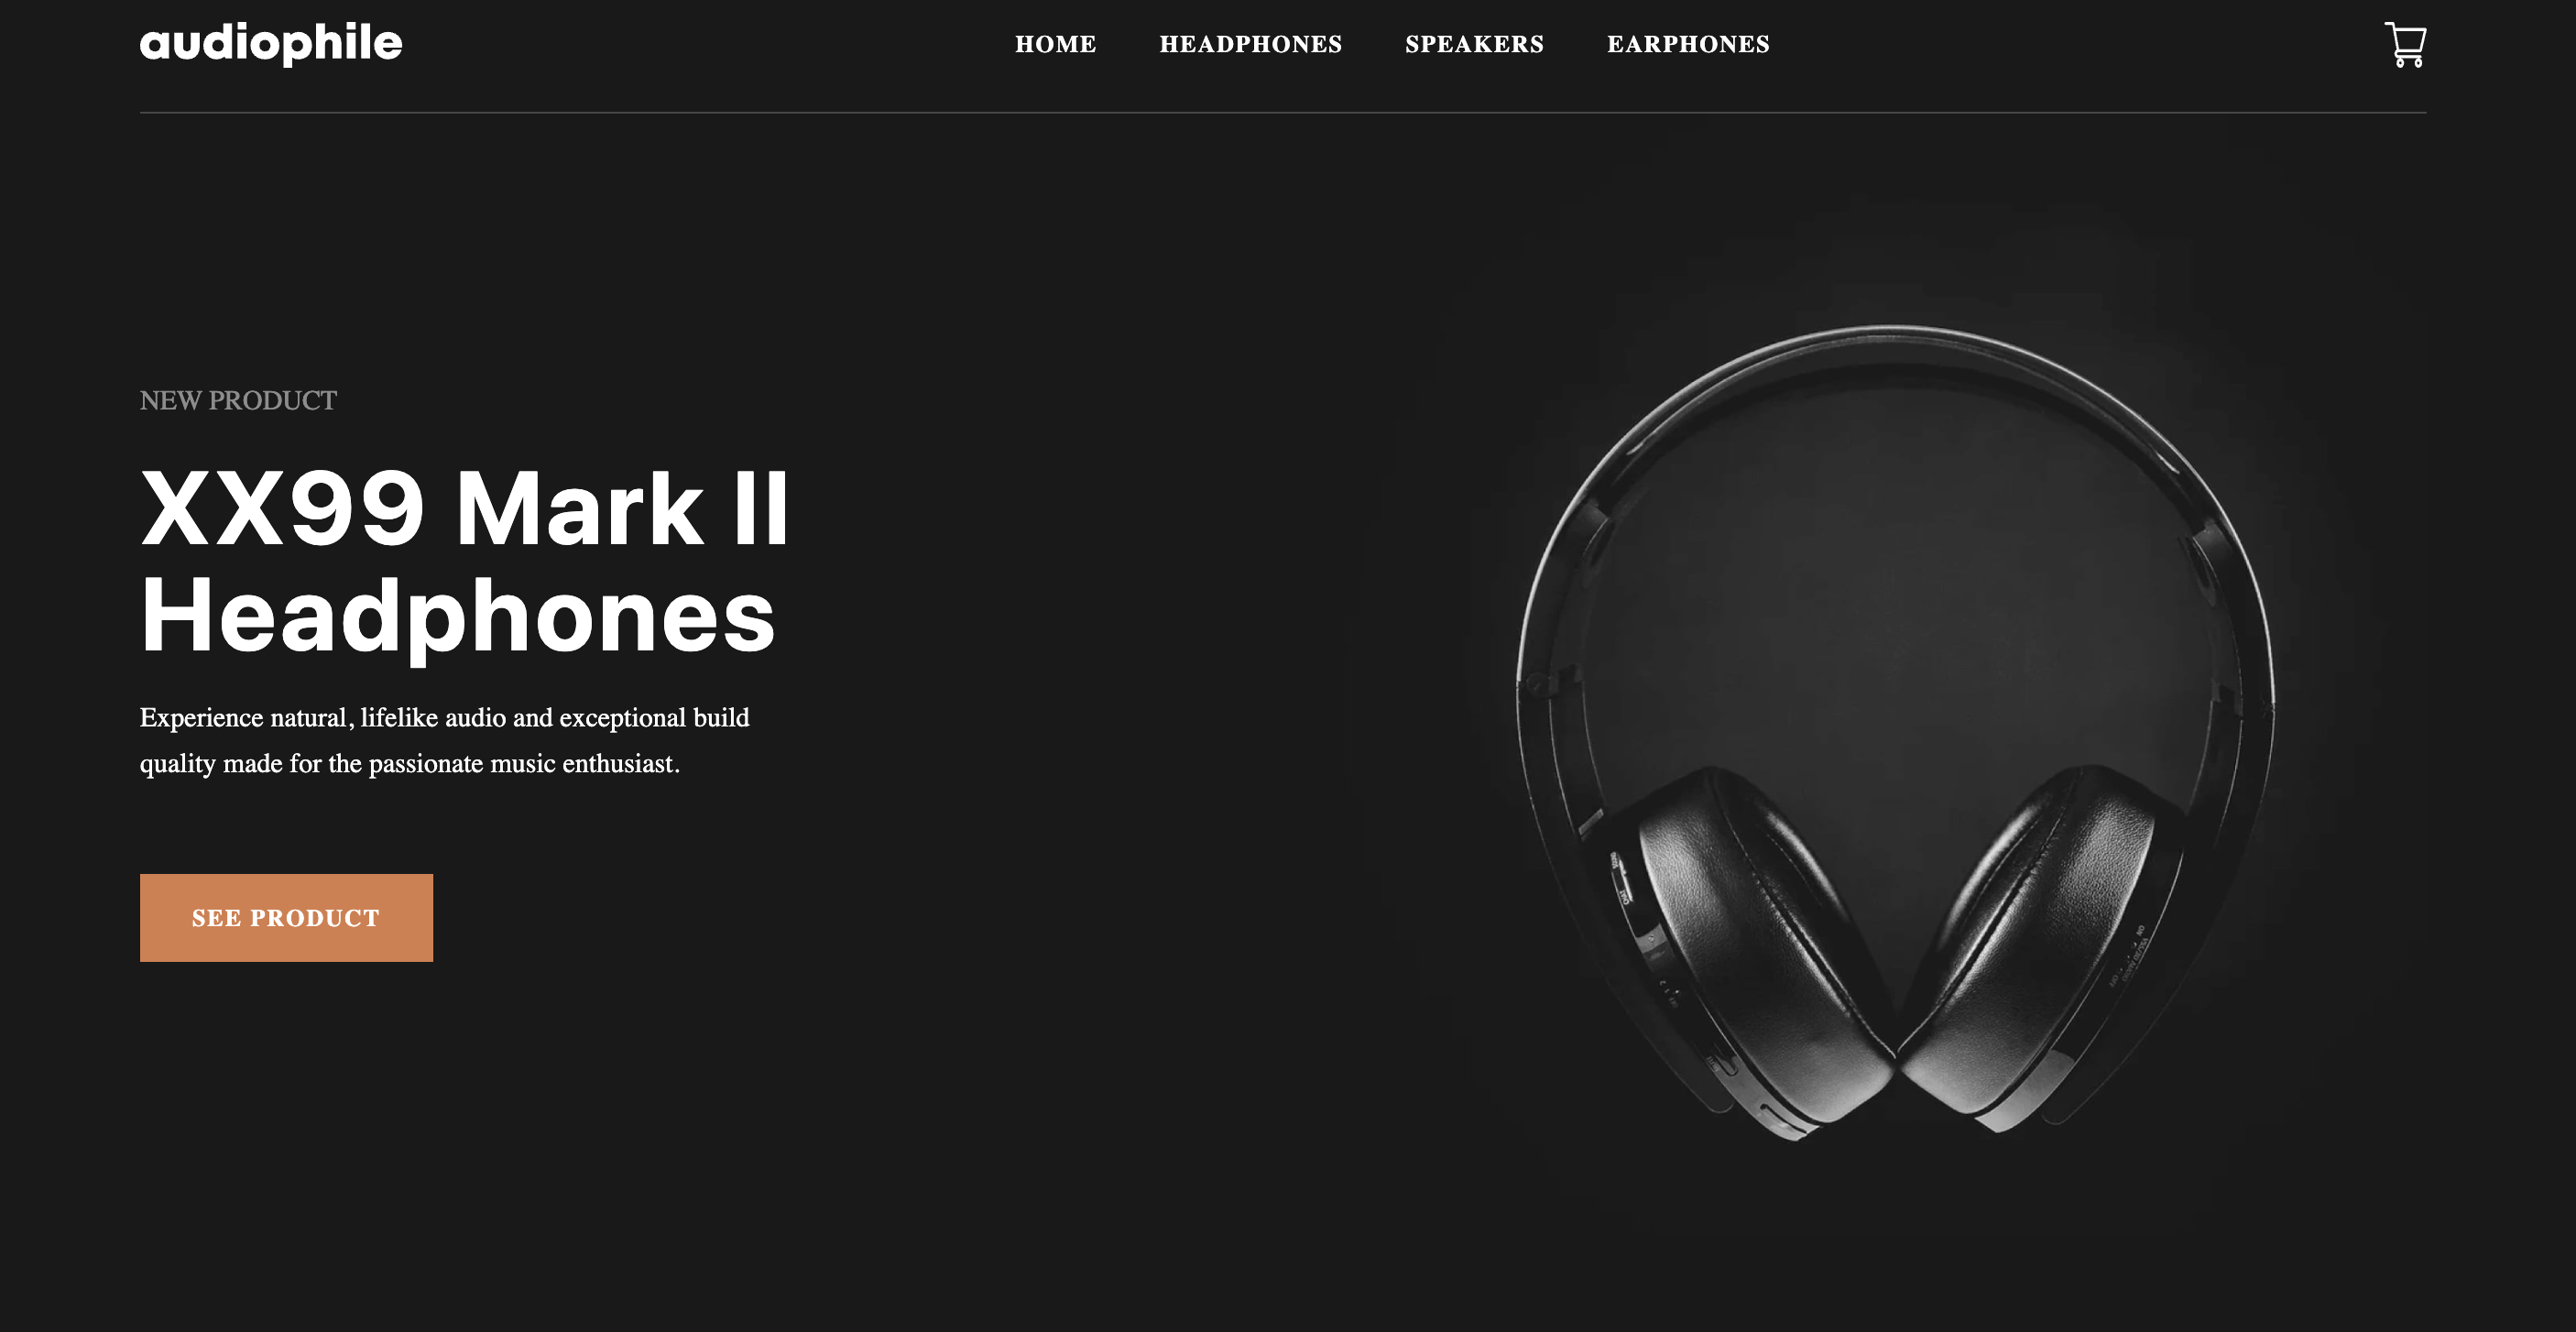 audiophile
HOME HEADPHONES SPEAKERS EARPHONES
NEW PRODUCT
XX99 Mark II
Headphones
Experience natural, lifelike audio and exceptional build
quality made for the passionate music enthusiast.
SEE PRODUCT